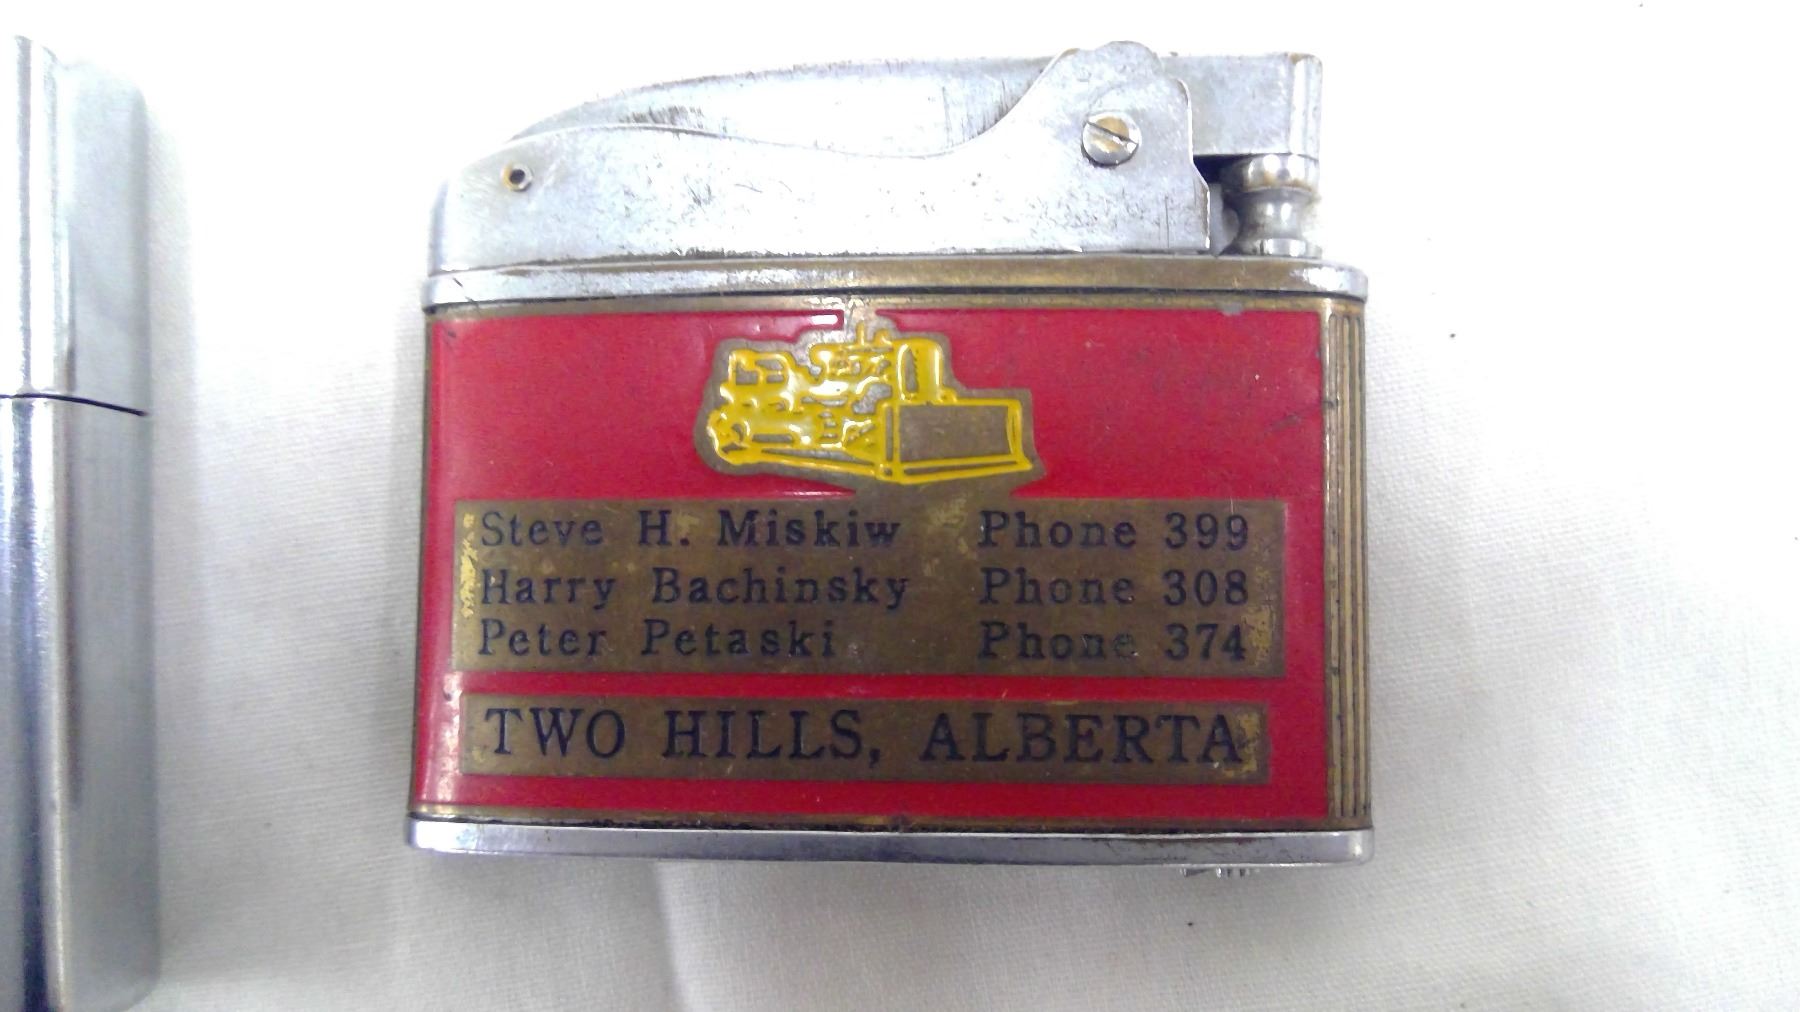 Steve H. Miskiw Phone 399
Harry Bachinsky Phone 308
Peter Petaski Phone 374
TWO HILLS, ALBERTA